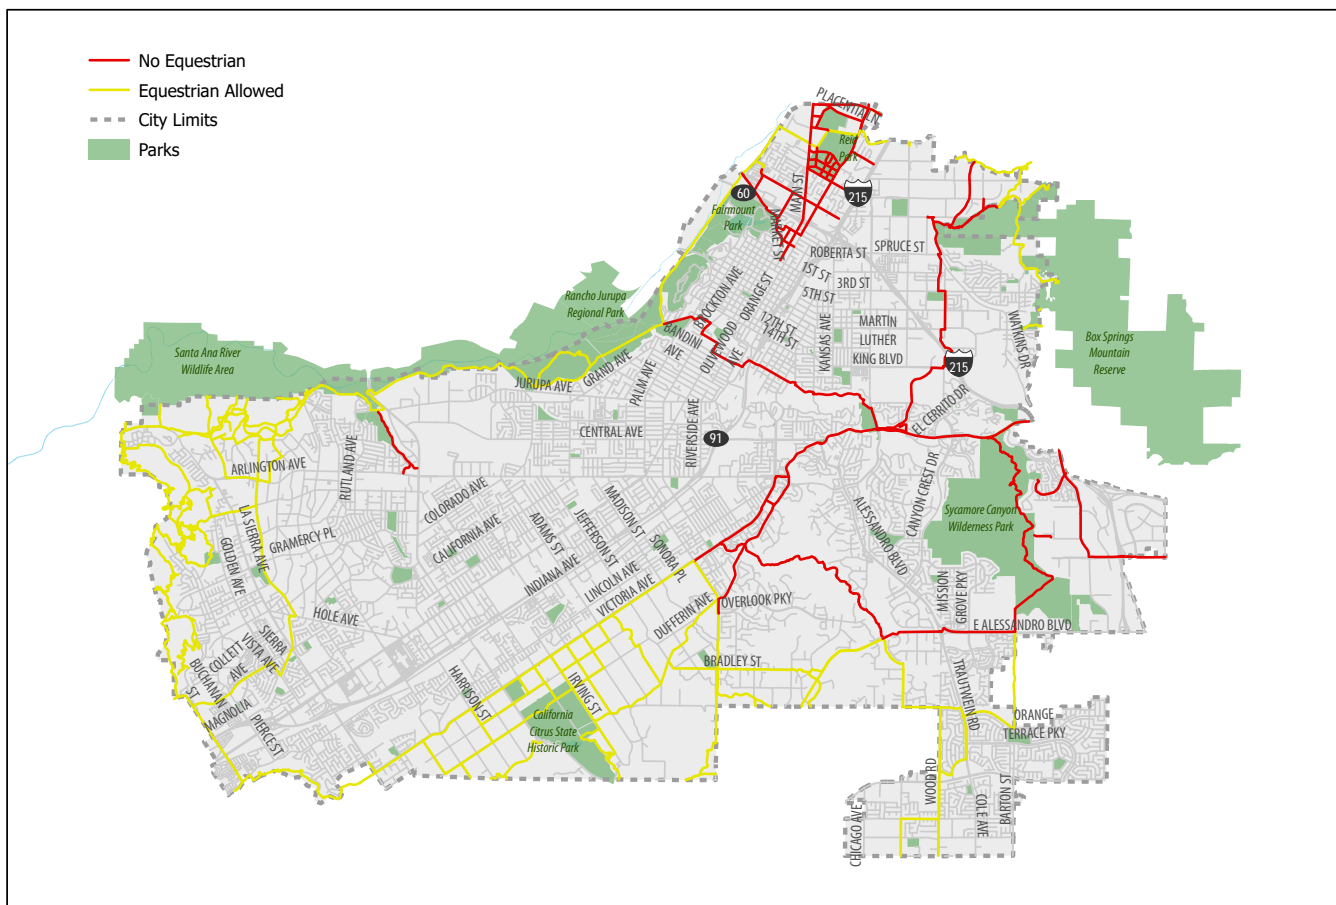 No Equestrian
Equestrian Allowed
City Limits
Parks
PLACENTIA LN
Reid
Park
60
215
MAIN ST
Fairmount
Park
MARKET ST
ROBERTA ST
SPRUCE ST
1ST ST
3RD ST
5TH ST
BROCKTON AVE
ORANGE ST
12TH ST
14TH ST
OLIVEWOOD
AVE
BANDINI
AVE
KANSAS AVE
MARTIN
LUTHER
KING BLVD
WATKINS DR
Box Springs
Mountain
Reserve
Rancho Jurupa
Regional Park
Santa Ana River
Wildlife Area
JURUPA AVE
GRAND AVE
PALM AVE
215
EL CERRITO DR
CENTRAL AVE
RIVERSIDE AVE
91
ARLINGTON AVE
RUTLAND AVE
COLORADO AVE
CANYON CREST DR
ALESSANDRO BLVD
Sycamore Canyon
Wilderness Park
LA SIERRA AVE
GRAMERCY PL
GOLDEN AVE
CALIFORNIA AVE
ADAMS ST
JEFFERSON ST
MADISON ST
SONORA PL
INDIANA AVE
LINCOLN AVE
VICTORIA AVE
DUFFERIN AVE
OVERLOOK PKY
MISSION
GROVE PKY
E ALESSANDRO BLVD
HOLE AVE
SIERRA
VISTA AVE
COLLETT
AVE
BUCHANAN
ST
MAGNOLIA
PIERCE ST
HARRISON ST
IRVING ST
BRADLEY ST
California
Citrus State
Historic Park
TRAUTWEIN RD
ORANGE
TERRACE PKY
WOOD RD
CHICAGO AVE
COLE AVE
BARTON ST